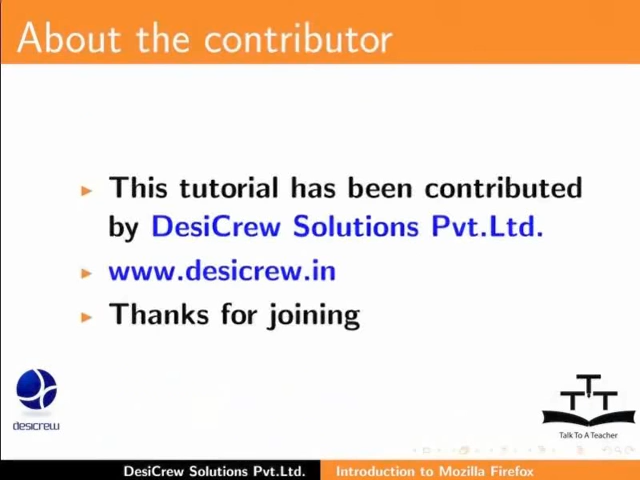 About the contributor
This tutorial has been contributed
by DesiCrew Solutions Pvt.Ltd.
www.desicrew.in
Thanks for joining
desicrew
TTT
Talk To A Teacher
DesiCrew Solutions Pvt.Ltd. Introduction to Mozilla Firefox